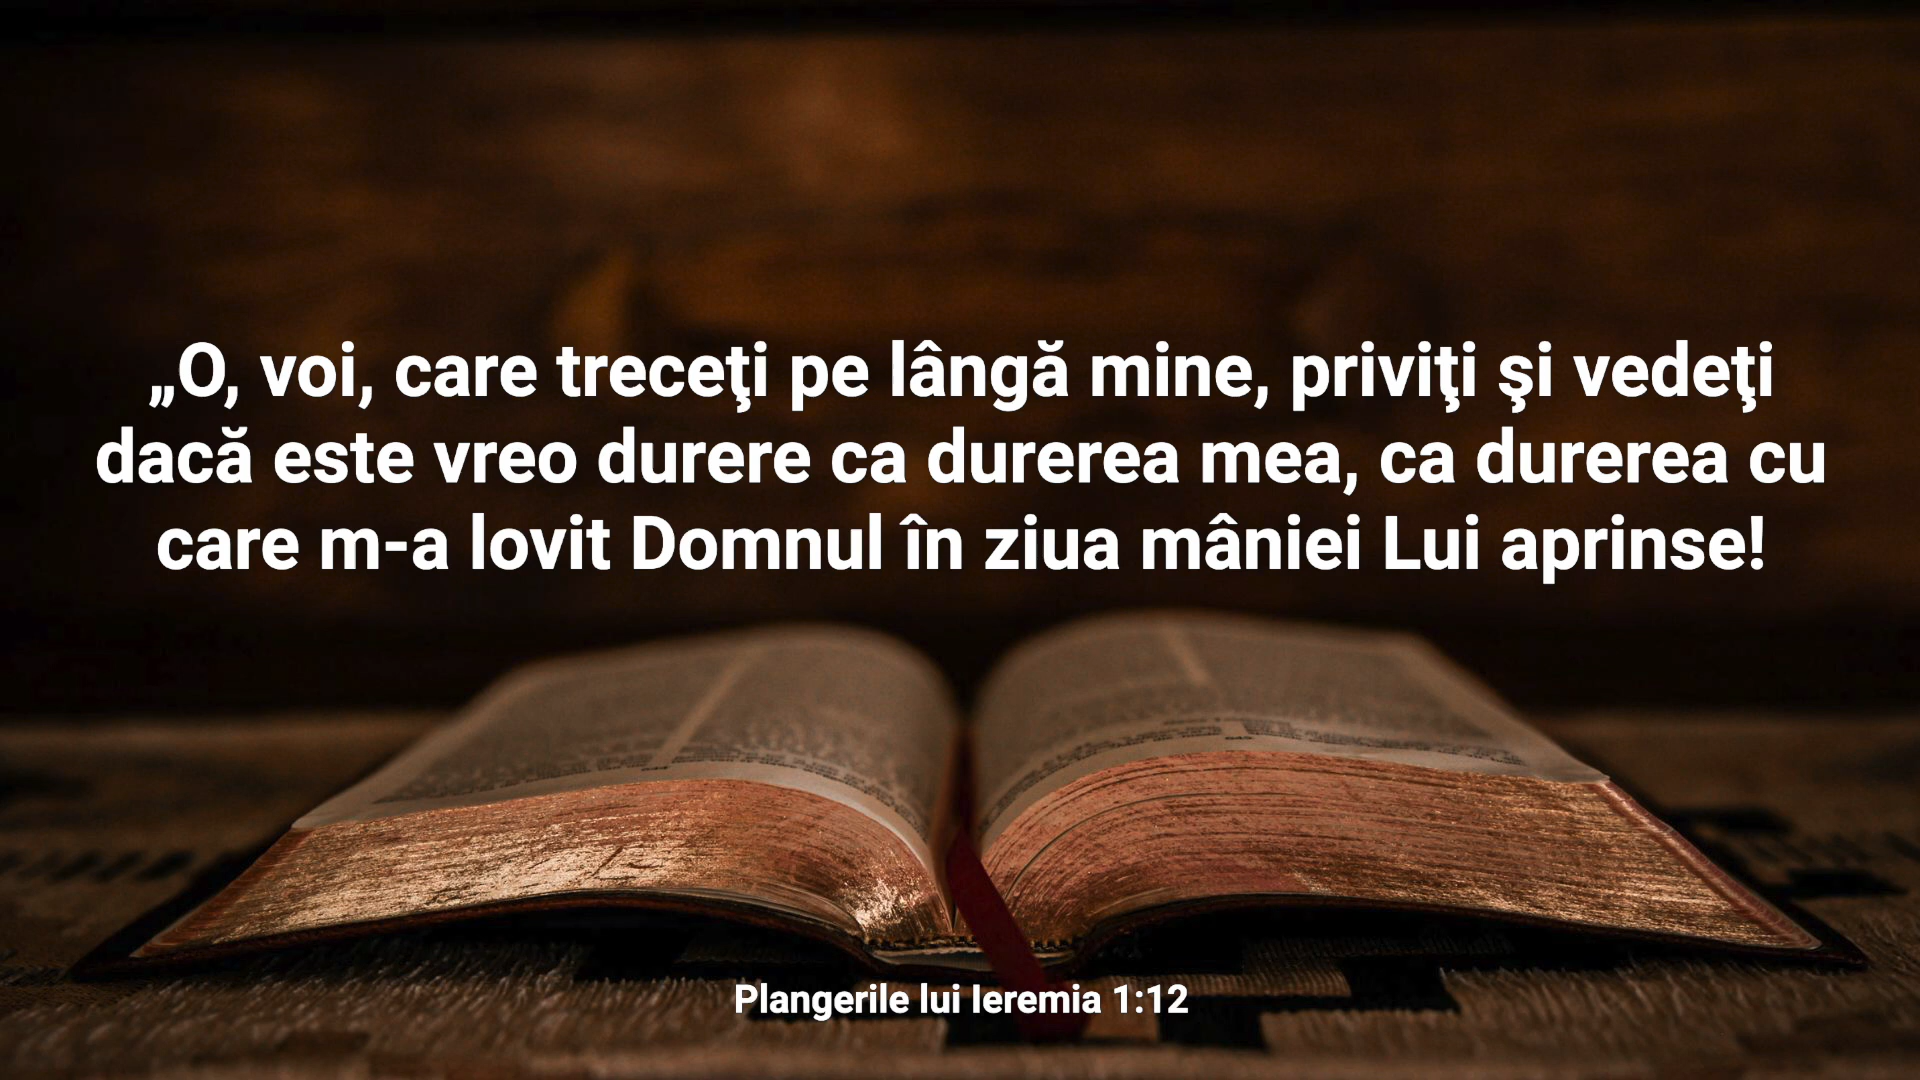 „O, voi, care treceţi pe lângă mine, priviţi şi vedeţi
dacă este vreo durere ca durerea mea, ca durerea cu
care m-a lovit Domnul în ziua mâniei Lui aprinse!
Plangerile lui Ieremia 1:12